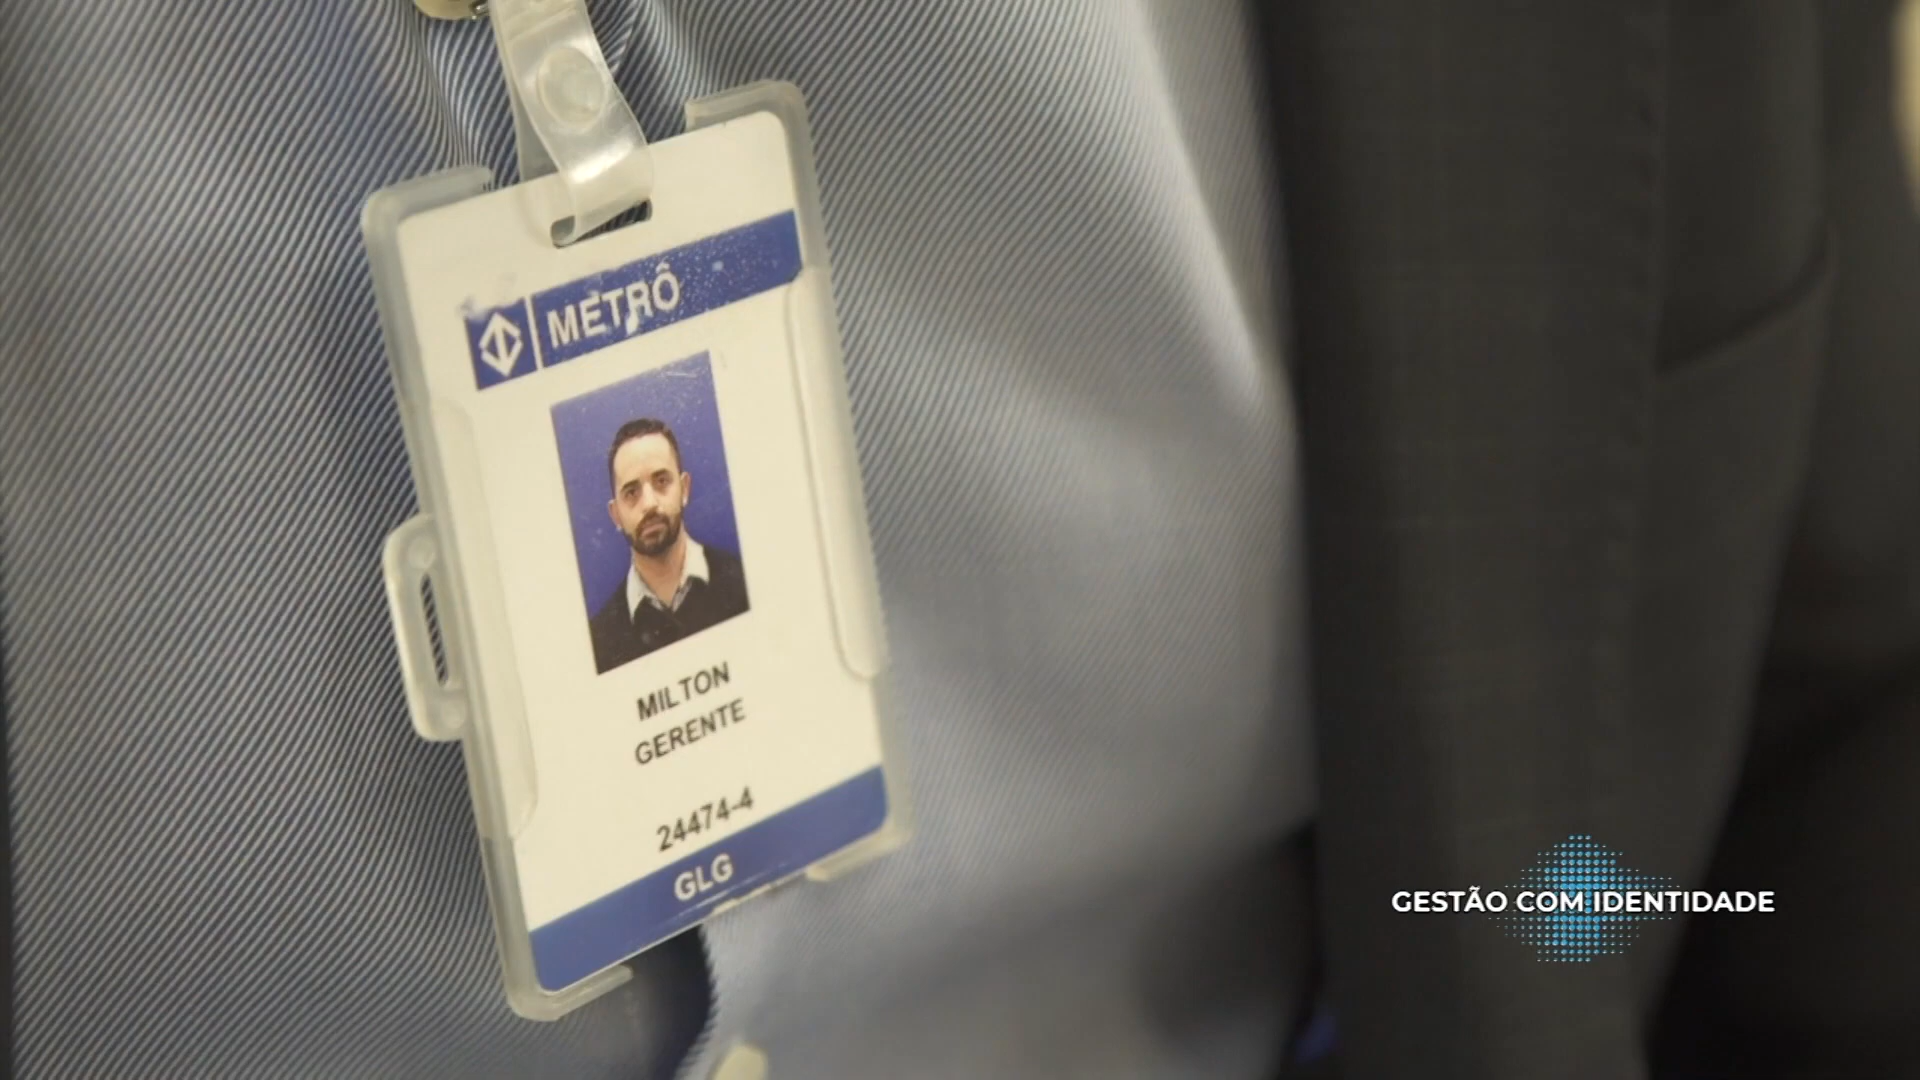 METRÔ
MILTON
GERENTE
24474-4
GLG
GESTÃO COM IDENTIDADE